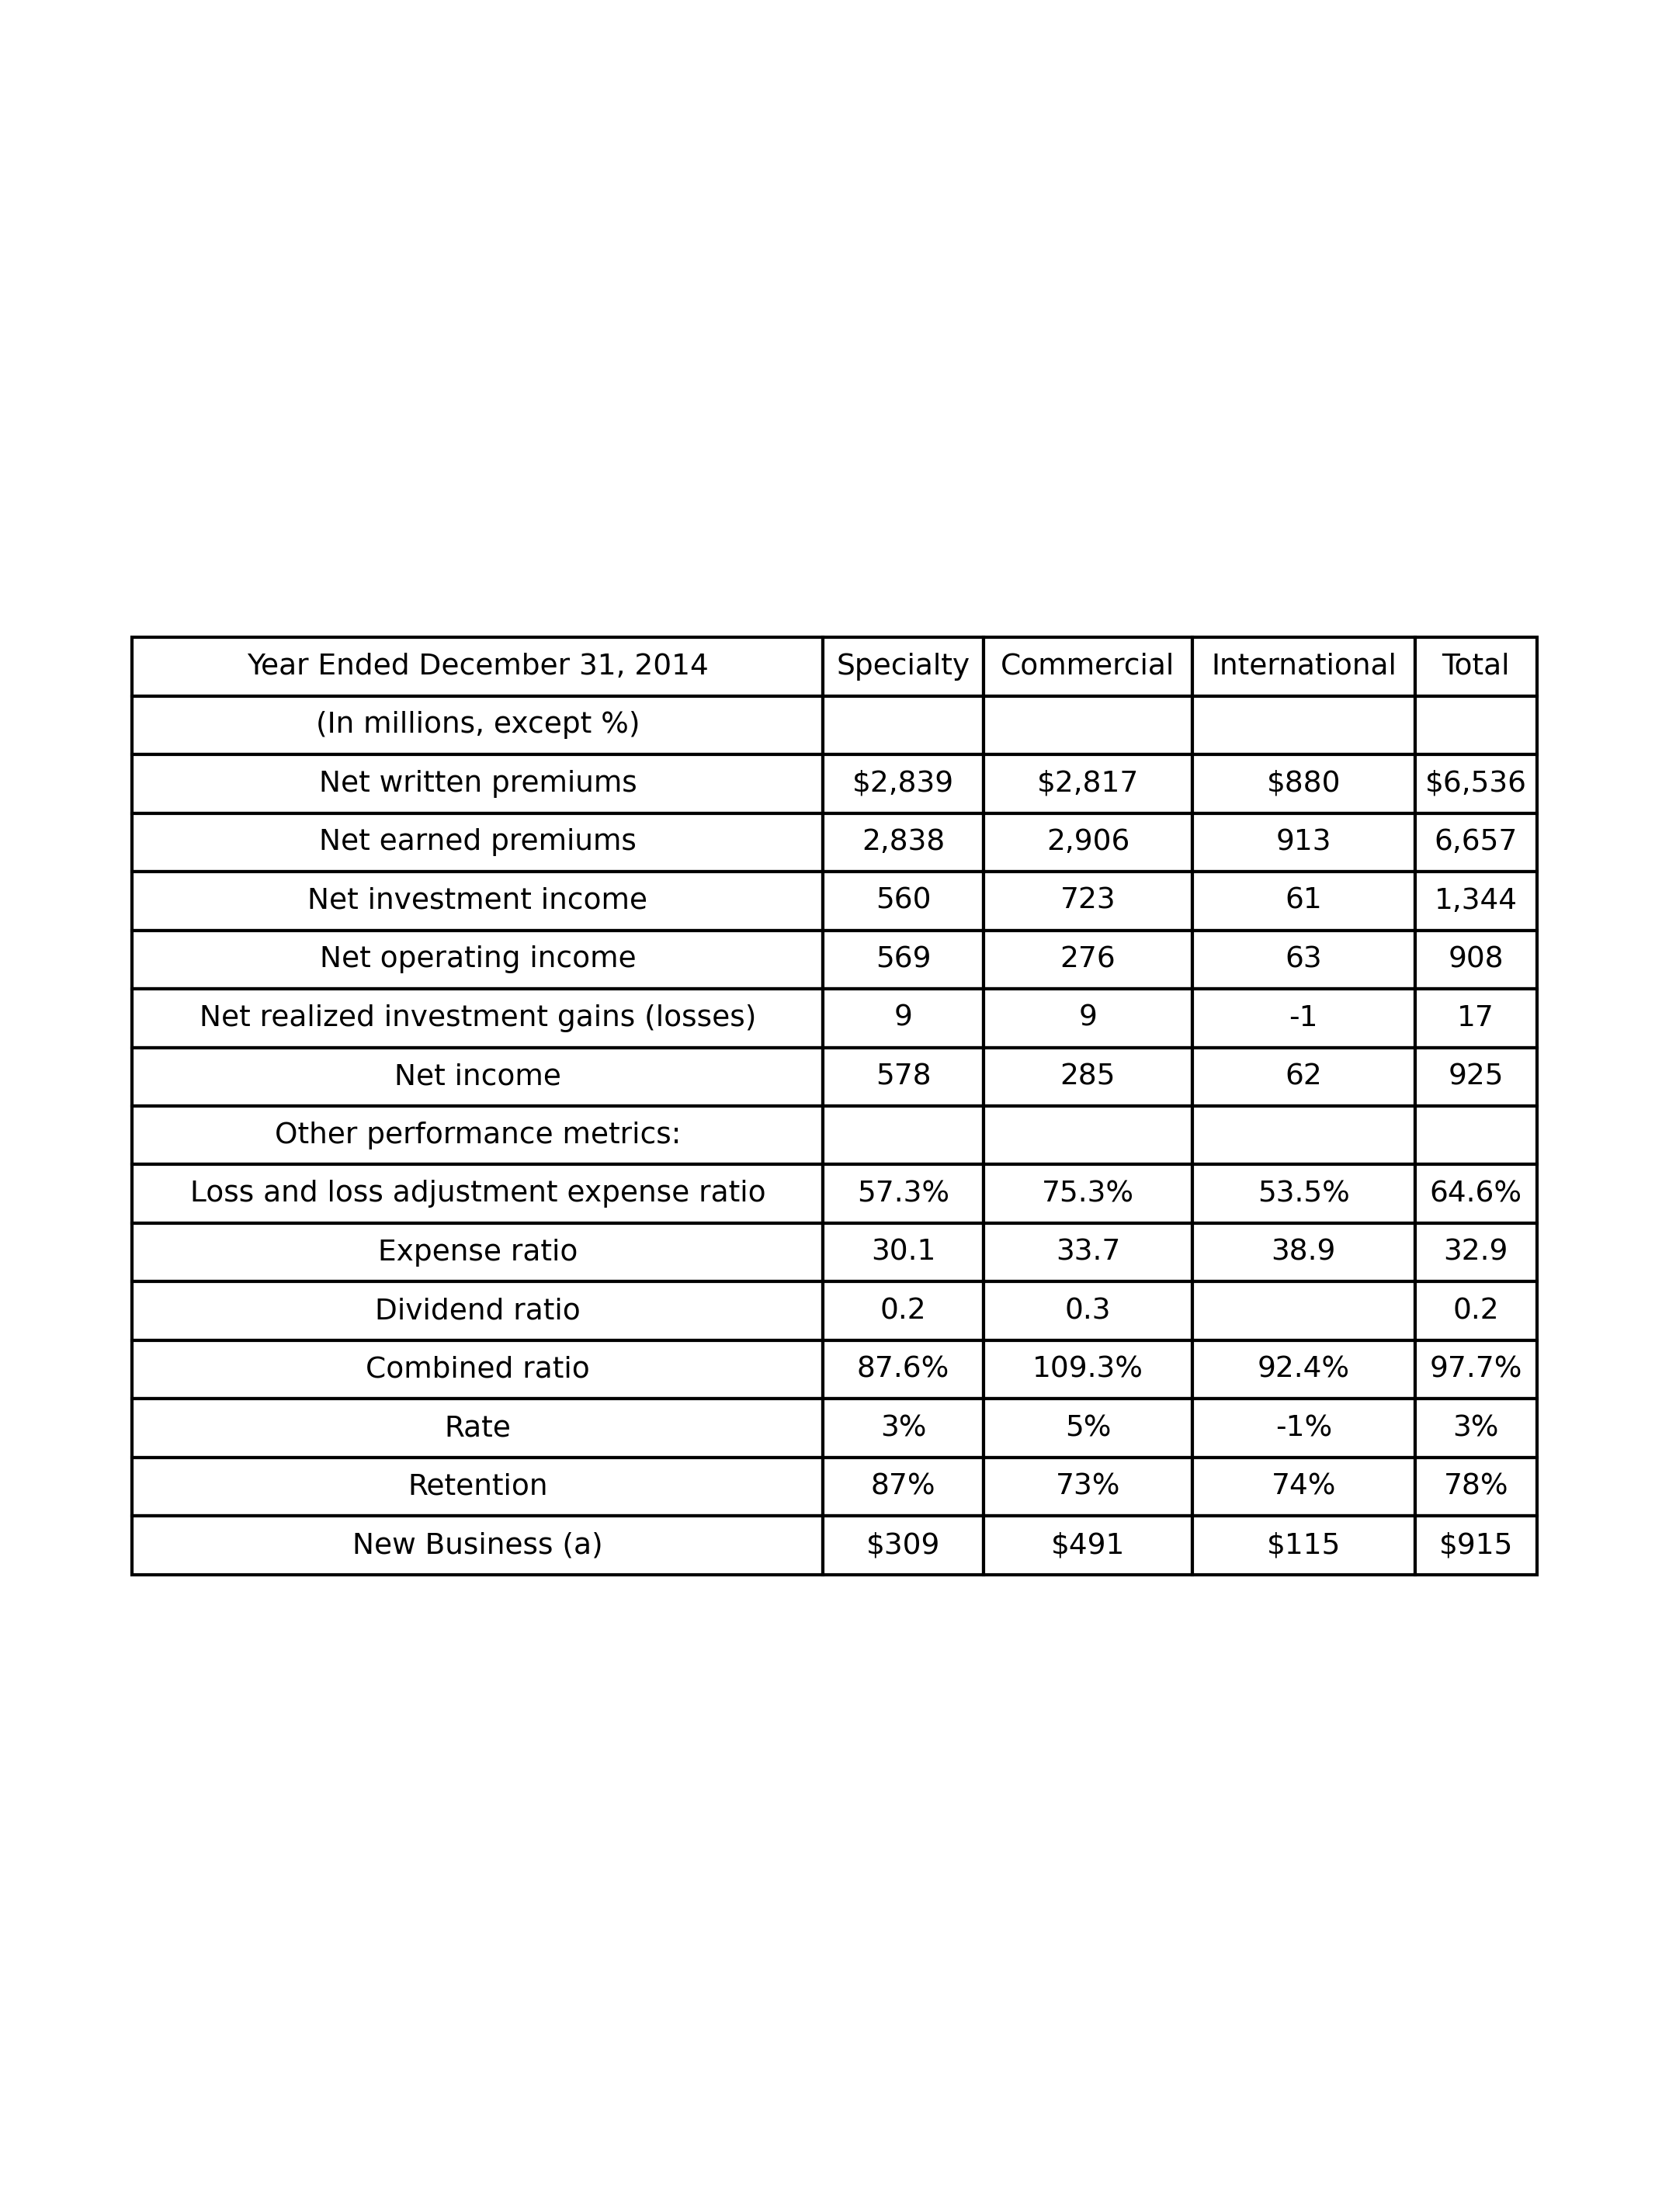 Year Ended December 31, 2014 Specialty Commercial International Total
(In millions, except %)
Net written premiums $2,839 $2,817 $880 $6,536
Net earned premiums 2,838 2,906 913 6,657
Net investment income 560 723 61 1,344
Net operating income 569 276 63 908
Net realized investment gains (losses) 9 9 -1 17
Net income 578 285 62 925
Other performance metrics:
Loss and loss adjustment expense ratio 57.3% 75.3% 53.5% 64.6%
Expense ratio 30.1 33.7 38.9 32.9
Dividend ratio 0.2 0.3 0.2
Combined ratio 87.6% 109.3% 92.4% 97.7%
Rate 3% 5% -1% 3%
Retention 87% 73% 74% 78%
New Business (a) $309 $491 $115 $915